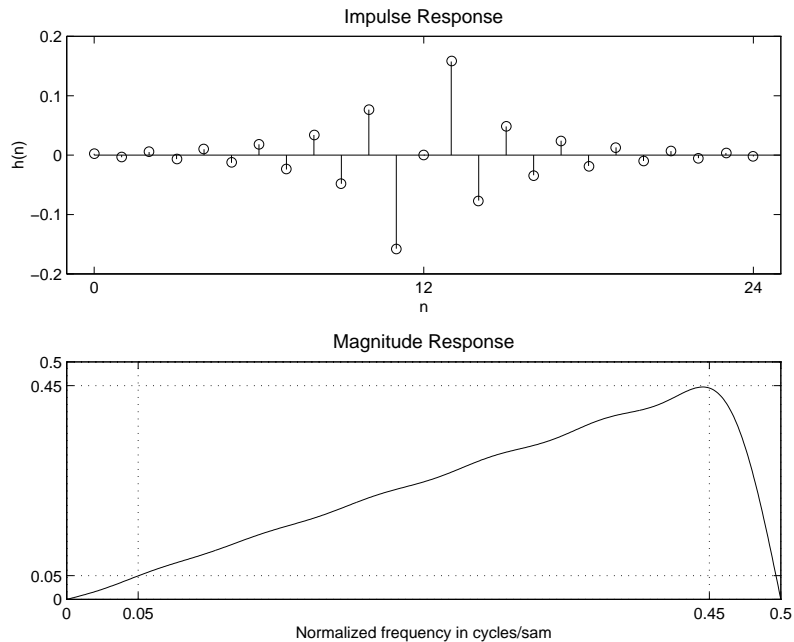 Impulse Response
0.2
0.1
0
−0.1
−0.2
h(n)
0 12 24
n
Magnitude Response
0.5
0.45
0.05
0
0 0.05 0.45 0.5
Normalized frequency in cycles/sam